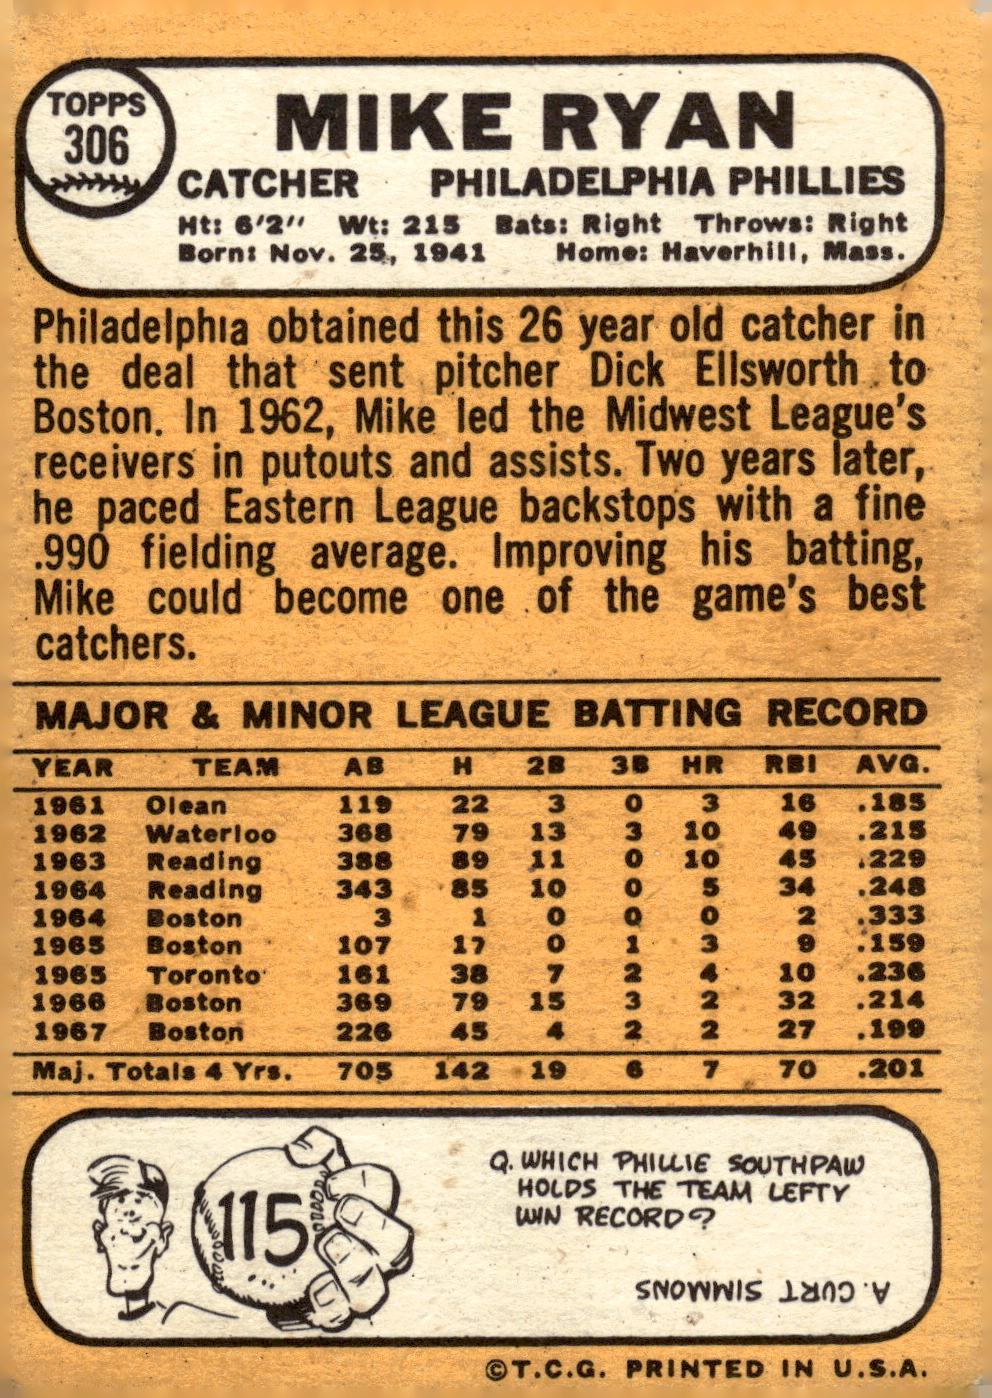 TOPPS
306
MIKE RYAN
CATCHER PHILADELPHIA PHILLIES
Ht: 6'2" Wt: 215 Bats: Right Throws: Right
Born: Nov. 25, 1941 Home: Haverhill, Mass.
Philadelphia obtained this 26 year old catcher in
the deal that sent pitcher Dick Ellsworth to
Boston. In 1962, Mike led the Midwest League's
receivers in putouts and assists. Two years later,
he paced Eastern League backstops with a fine
.990 fielding average. Improving his batting,
Mike could become one of the game's best
catchers.
MAJOR & MINOR LEAGUE BATTING RECORD
YEAR TEAM AB H 2B 3B HR RBI AVG.
1961 Olean 119 22 3 0 3 16 .185
1962 Waterloo 368 79 13 3 10 49 .215
1963 Reading 388 89 11 0 10 45 .229
1964 Reading 343 85 10 0 5 34 .248
1964 Boston 3 1 0 0 0 2 .333
1965 Boston 107 17 0 1 3 9 .159
1965 Toronto 161 38 7 2 4 10 .236
1966 Boston 369 79 15 3 2 32 .214
1967 Boston 226 45 4 2 2 27 .199
Maj. Totals 4 Yrs. 705 142 19 6 7 70 .201
115
Q. WHICH PHILLIE SOUTHPAW
HOLDS THE TEAM LEFTY
WIN RECORD?
A. CURT SIMMONS
©T.C.G. PRINTED IN U.S.A.